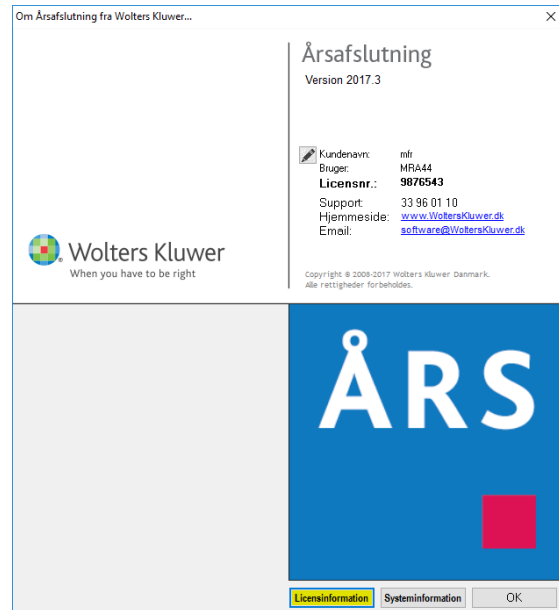 Om Årsafslutning fra Wolters Kluwer...
Årsafslutning
Version 2017.3
Kundenavn: mfr
Bruger: MRA44
Licensnr.: 9876543
Support: 33 96 01 10
Hjemmeside: www.WoltersKluwer.dk
Email: software@WoltersKluwer.dk
Wolters Kluwer
When you have to be right
Copyright © 2008-2017 Wolters Kluwer Danmark.
Alle rettigheder forbeholdes.
ÅRS
Licensinformation Systeminformation OK